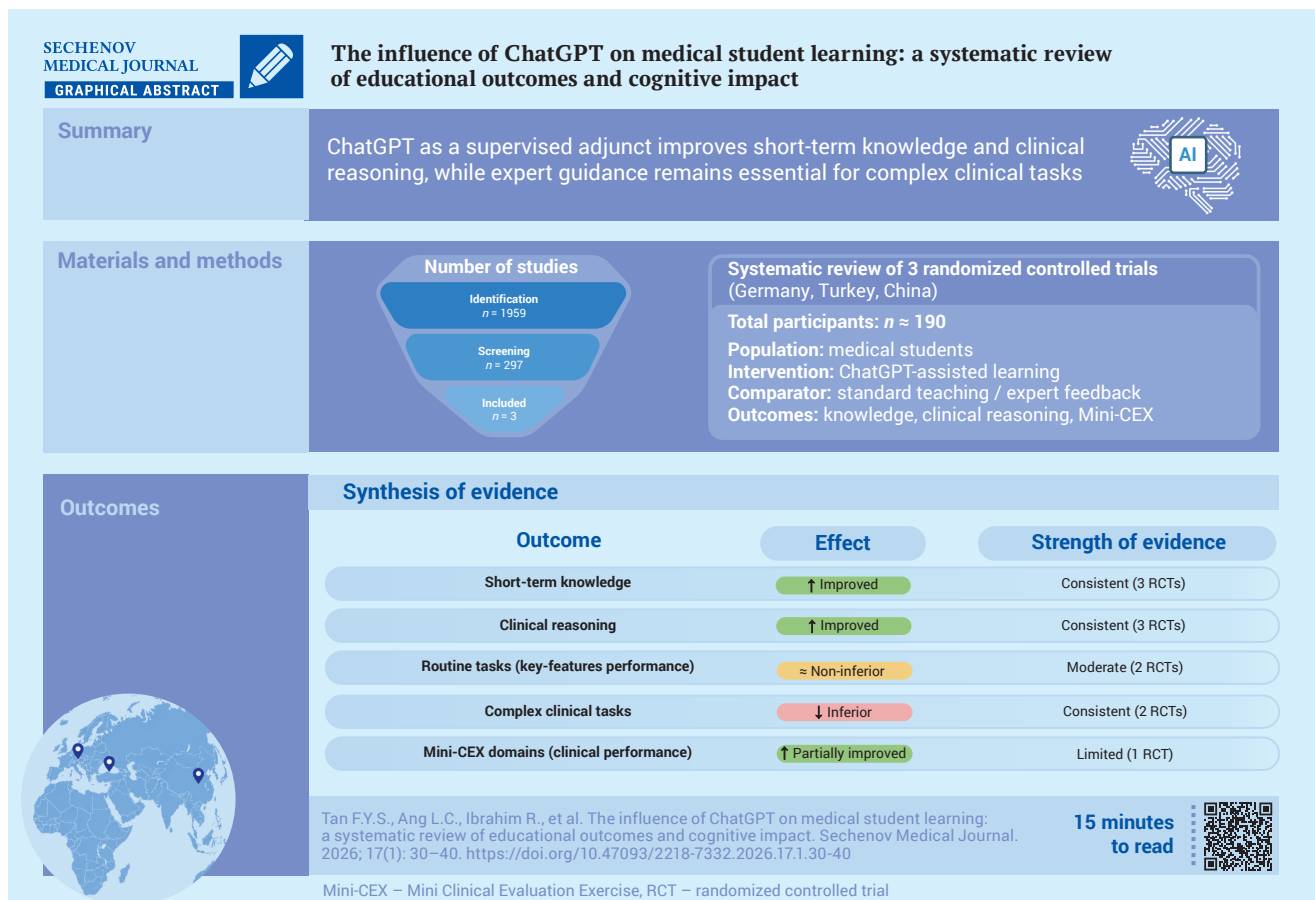 SECHENOV
MEDICAL JOURNAL
GRAPHICAL ABSTRACT
The influence of ChatGPT on medical student learning: a systematic review
of educational outcomes and cognitive impact
Summary
ChatGPT as a supervised adjunct improves short-term knowledge and clinical
reasoning, while expert guidance remains essential for complex clinical tasks
AI
Materials and methods
Number of studies
Identification
n = 1959
Screening
n = 297
Included
n = 3
Systematic review of 3 randomized controlled trials
(Germany, Turkey, China)
Total participants: n ≈ 190
Population: medical students
Intervention: ChatGPT-assisted learning
Comparator: standard teaching / expert feedback
Outcomes: knowledge, clinical reasoning, Mini-CEX
Outcomes
Synthesis of evidence
Outcome Effect Strength of evidence
Short-term knowledge ↑ Improved Consistent (3 RCTs)
Clinical reasoning ↑ Improved Consistent (3 RCTs)
Routine tasks (key-features performance) ≈ Non-inferior Moderate (2 RCTs)
Complex clinical tasks ↓ Inferior Consistent (2 RCTs)
Mini-CEX domains (clinical performance) ↑ Partially improved Limited (1 RCT)
Tan F.Y.S., Ang L.C., Ibrahim R., et al. The influence of ChatGPT on medical student learning:
a systematic review of educational outcomes and cognitive impact. Sechenov Medical Journal.
2026; 17(1): 30–40. https://doi.org/10.47093/2218-7332.2026.17.1.30-40
15 minutes
to read
Mini-CEX – Mini Clinical Evaluation Exercise, RCT – randomized controlled trial